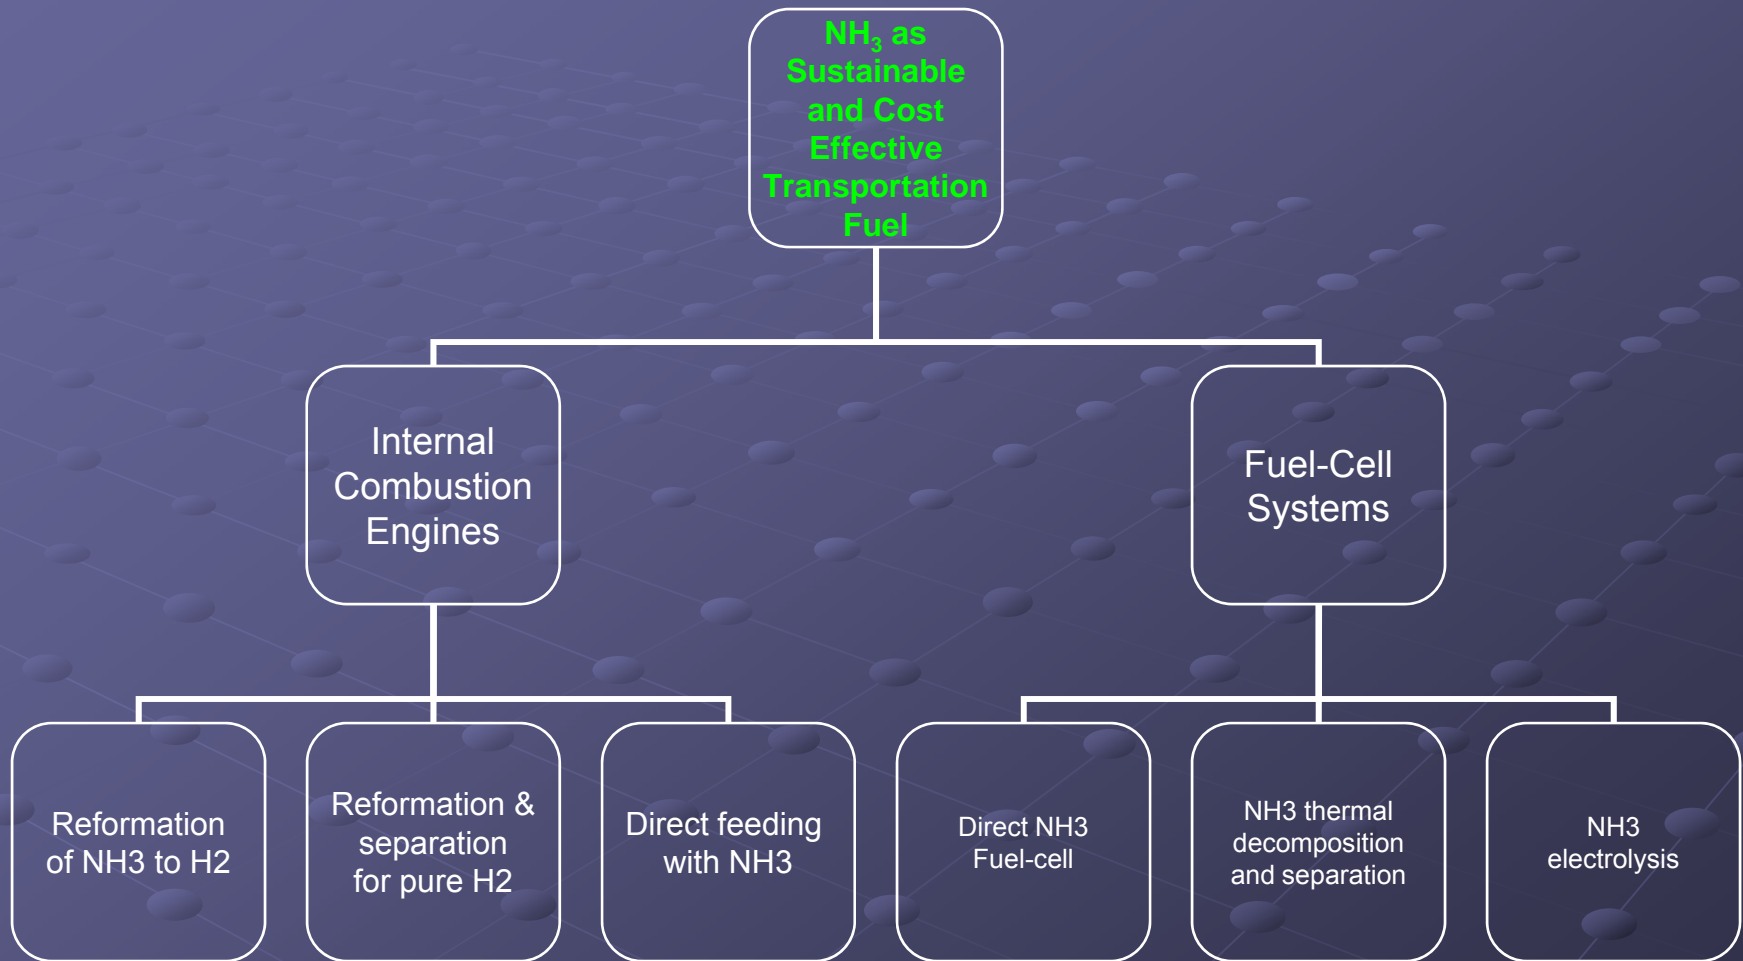 NH₃ as
Sustainable
and Cost
Effective
Transportation
Fuel
Internal
Combustion
Engines
Fuel-Cell
Systems
Reformation
of NH3 to H2
Reformation &
separation
for pure H2
Direct feeding
with NH3
Direct NH3
Fuel-cell
NH3 thermal
decomposition
and separation
NH3
electrolysis